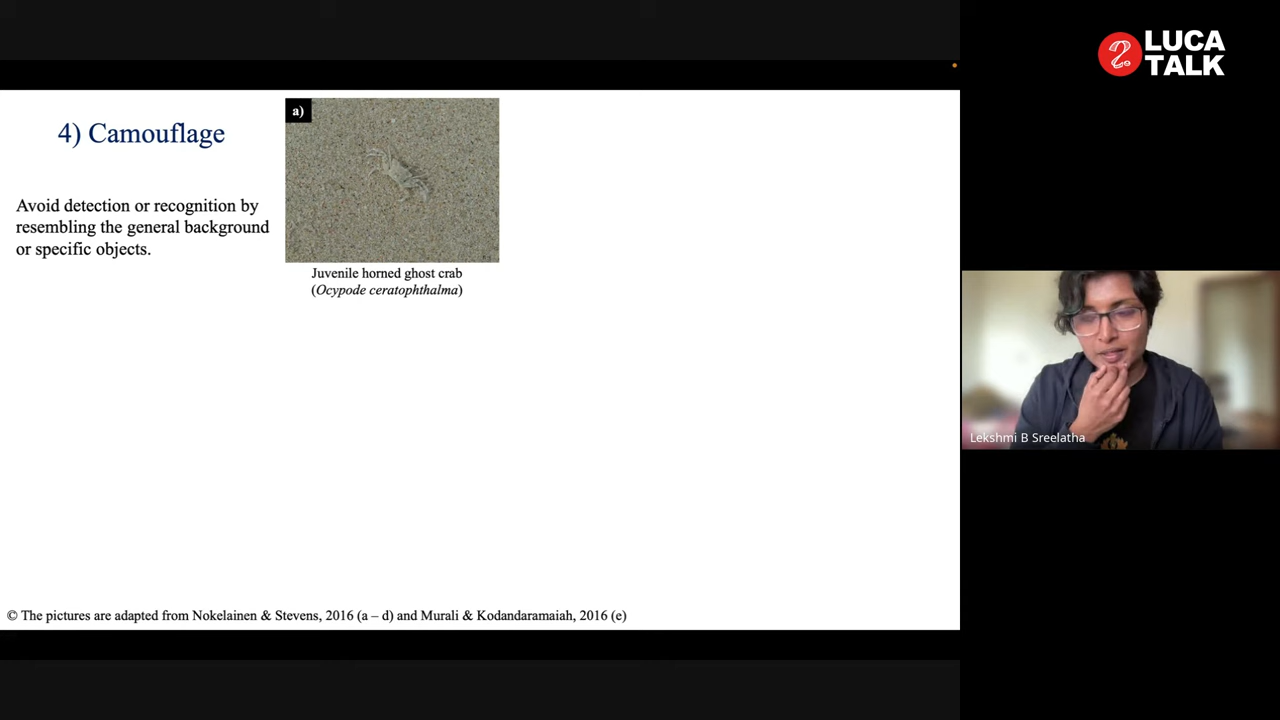 LUCA
TALK
4) Camouflage
a)
Avoid detection or recognition by
resembling the general background
or specific objects.
Juvenile horned ghost crab
(Ocypode ceratophthalma)
Lekshmi B Sreelatha
© The pictures are adapted from Nokelainen & Stevens, 2016 (a – d) and Murali & Kodandaramaiah, 2016 (e)